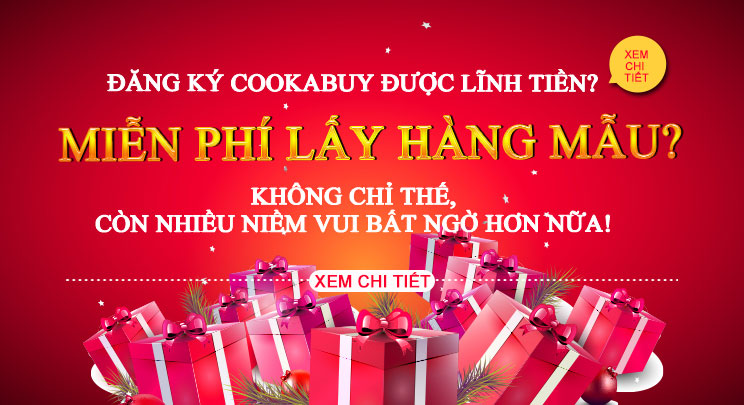 XEM
CHI
TIẾT
ĐĂNG KÝ COOKABUY ĐƯỢC LĨNH TIỀN?
MIỄN PHÍ LẤY HÀNG MẪU?
KHÔNG CHỈ THẾ,
CÒN NHIỀU NIỀM VUI BẤT NGỜ HƠN NỮA!
XEM CHI TIẾT